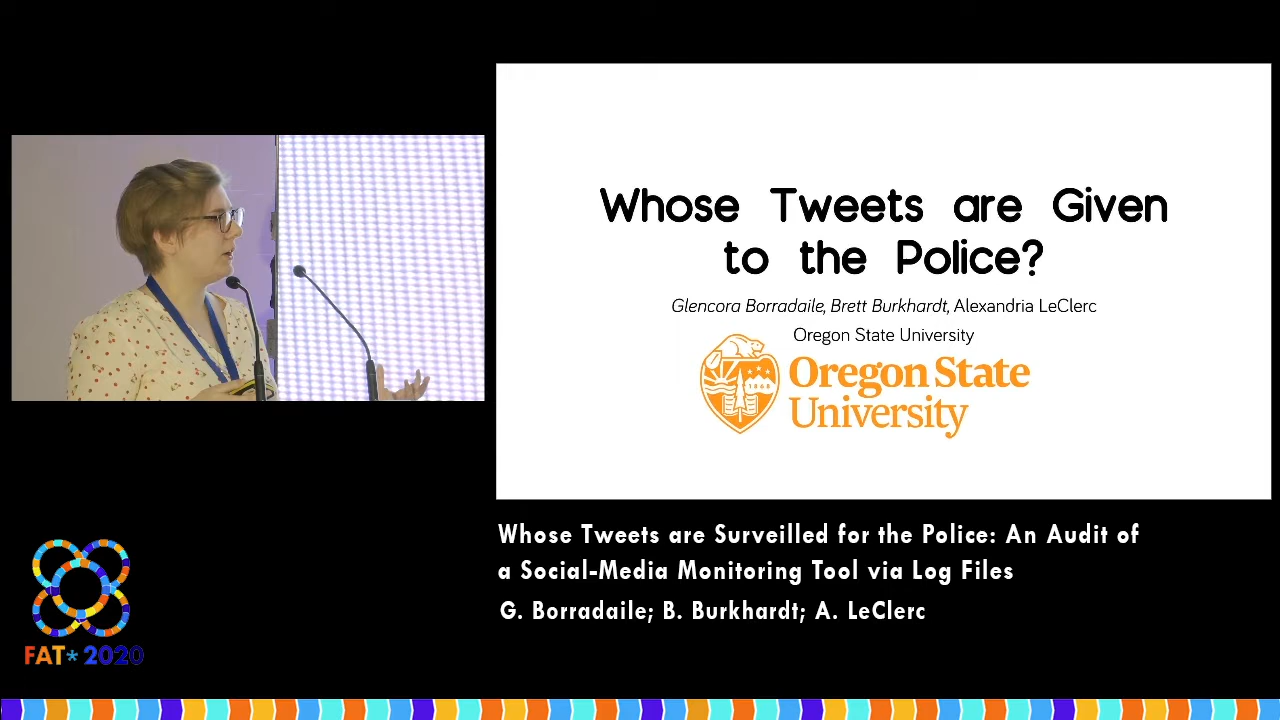 Whose Tweets are Given
to the Police?
Glencora Borradaile, Brett Burkhardt, Alexandria LeClerc
Oregon State University
1868
Oregon State
University
Whose Tweets are Surveilled for the Police: An Audit of
a Social-Media Monitoring Tool via Log Files
G. Borradaile; B. Burkhardt; A. LeClerc
FAT* 2020